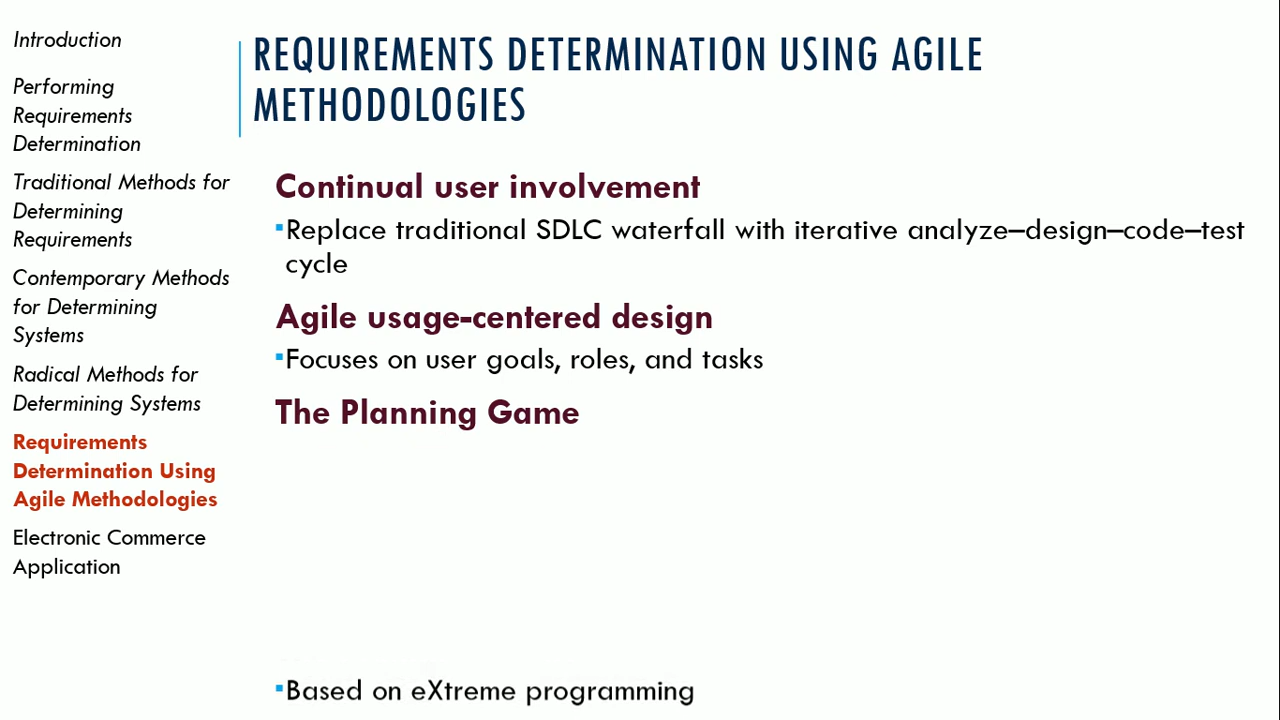 Introduction
Performing
Requirements
Determination
Traditional Methods for
Determining
Requirements
Contemporary Methods
for Determining
Systems
Radical Methods for
Determining Systems
Requirements
Determination Using
Agile Methodologies
Electronic Commerce
Application
REQUIREMENTS DETERMINATION USING AGILE
METHODOLOGIES
Continual user involvement
▪Replace traditional SDLC waterfall with iterative analyze–design–code–test
cycle
Agile usage-centered design
▪Focuses on user goals, roles, and tasks
The Planning Game
▪Based on eXtreme programming